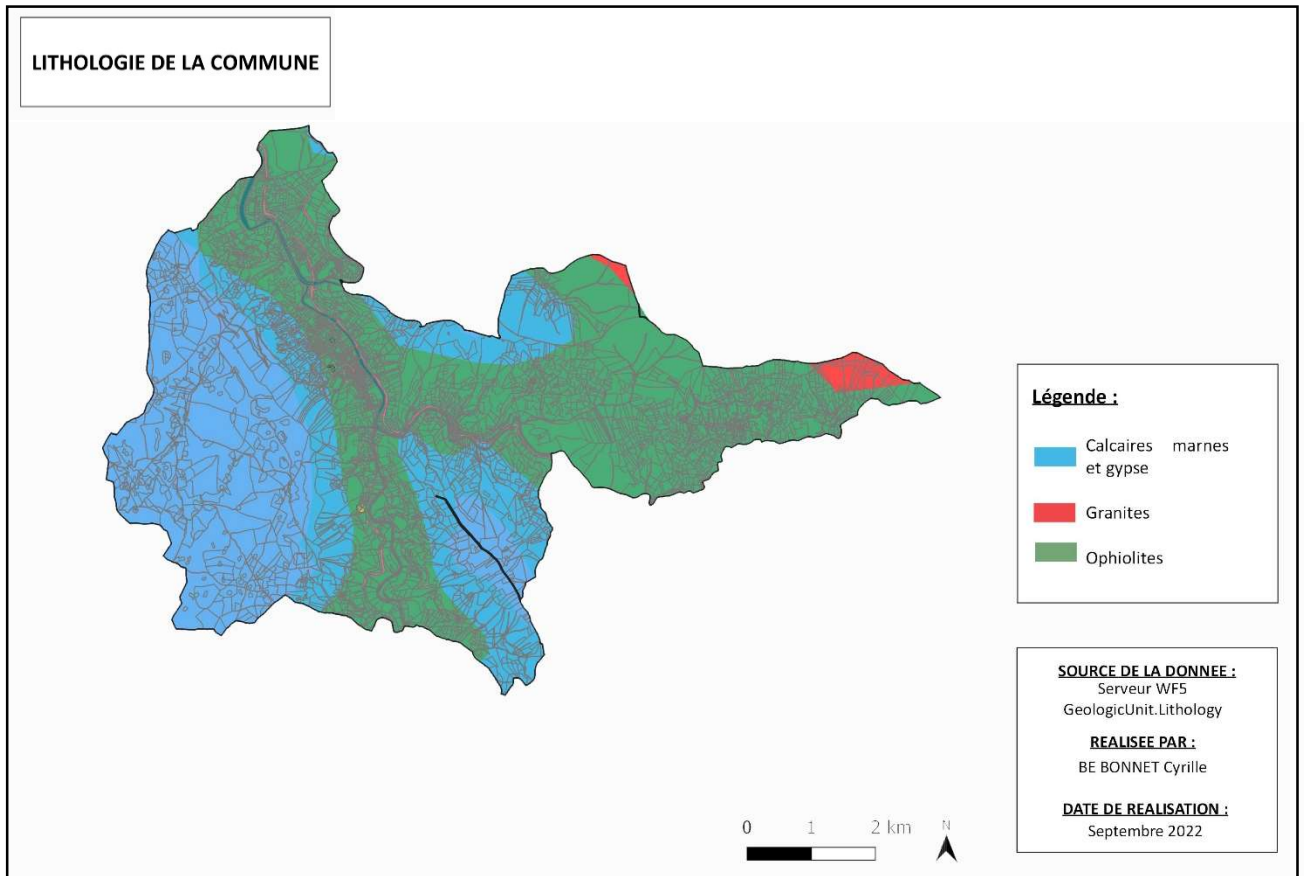 LITHOLOGIE DE LA COMMUNE
Légende :
Calcaires marnes
et gypse
Granites
Ophiolites
SOURCE DE LA DONNEE :
Serveur WF5
GeologicUnit.Lithology
REALISEE PAR :
BE BONNET Cyrille
DATE DE REALISATION :
Septembre 2022
0 1 2 km N